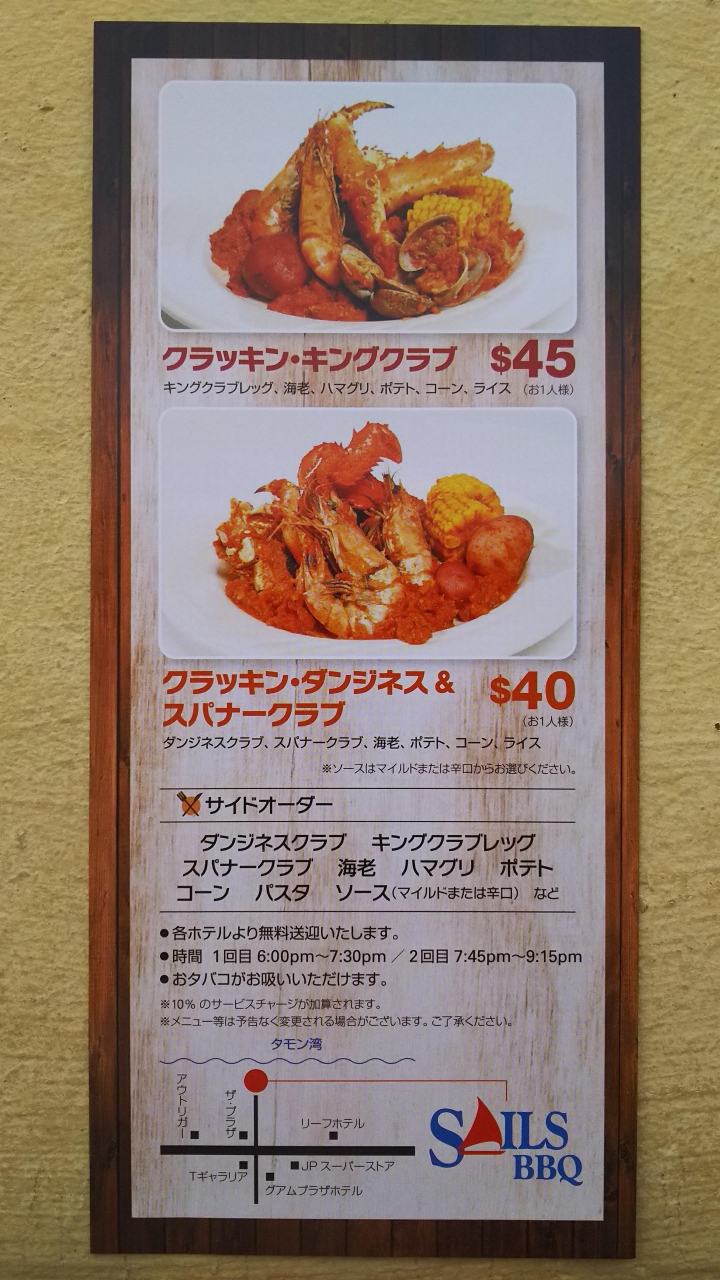 クラッキン・キングクラブ $45
キングクラブレッグ、海老、ハマグリ、ポテト、コーン、ライス （お1人様）
クラッキン・ダンジネス &
スパナークラブ
$40
（お1人様）
ダンジネスクラブ、スパナークラブ、海老、ポテト、コーン、ライス
※ソースはマイルドまたは辛口からお選びください。
サイドオーダー
ダンジネスクラブ キングクラブレッグ
スパナークラブ 海老 ハマグリ ポテト
コーン パスタ ソース（マイルドまたは辛口） など
●各ホテルより無料送迎いたします。
●時間 1回目 6:00pm〜7:30pm ／ 2回目 7:45pm〜9:15pm
●おタバコがお吸いいただけます。
※10％ のサービスチャージが加算されます。
※メニュー等は予告なく変更される場合がございます。ご了承ください。
タモン湾
アウトリガー
ザ・プラザ
リーフホテル
Tギャラリア
JP スーパーストア
グアムプラザホテル
SAILS
BBQ